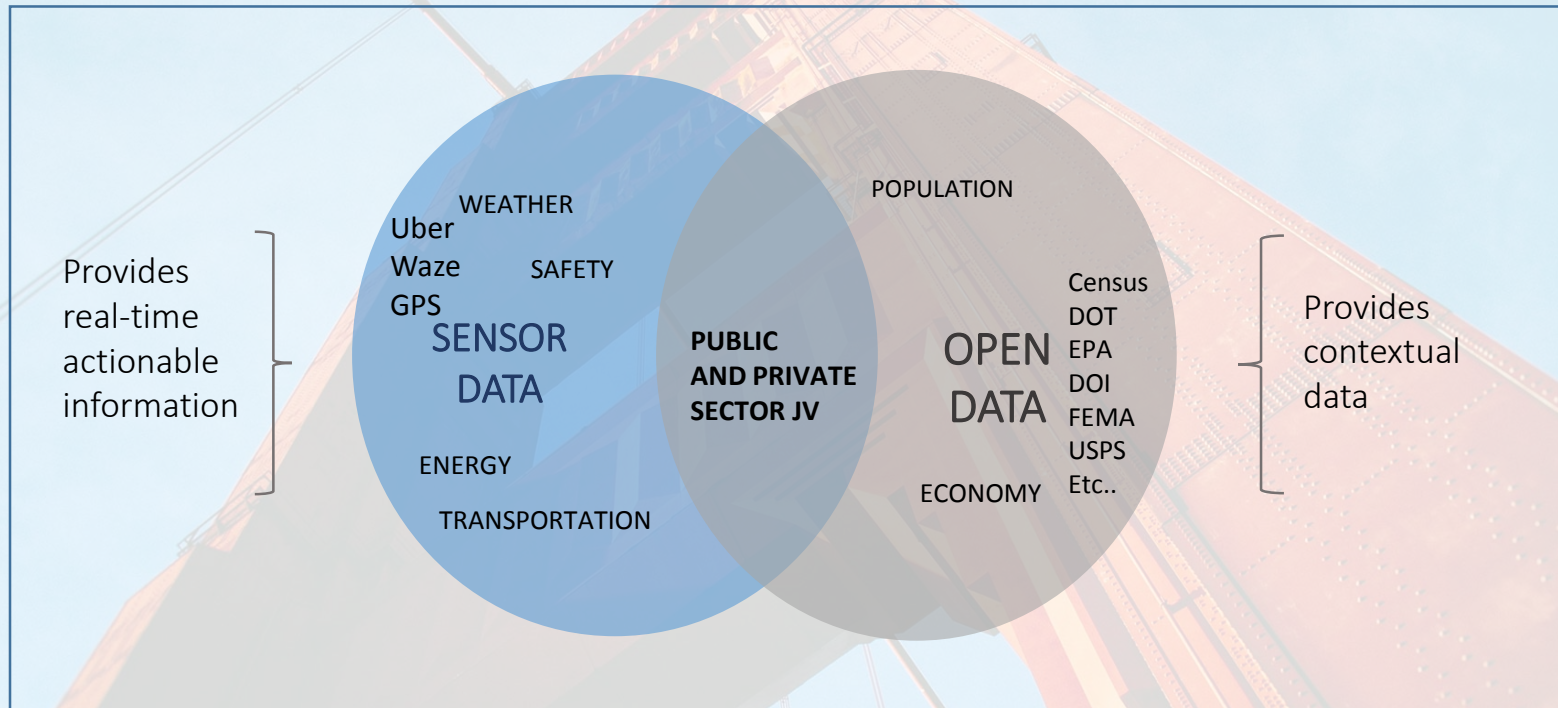 Provides
real-time
actionable
information
WEATHER
Uber
Waze
GPS
SAFETY
SENSOR
DATA
ENERGY
TRANSPORTATION
PUBLIC
AND PRIVATE
SECTOR JV
POPULATION
OPEN
DATA
Census
DOT
EPA
DOI
FEMA
USPS
Etc..
ECONOMY
Provides
contextual
data